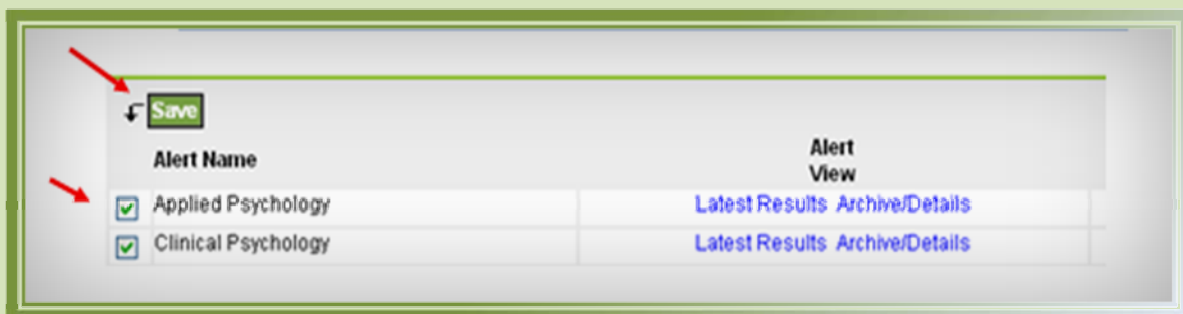 Save
Alert Name
Alert
View
Applied Psychology Latest Results Archive/Details
Clinical Psychology Latest Results Archive/Details